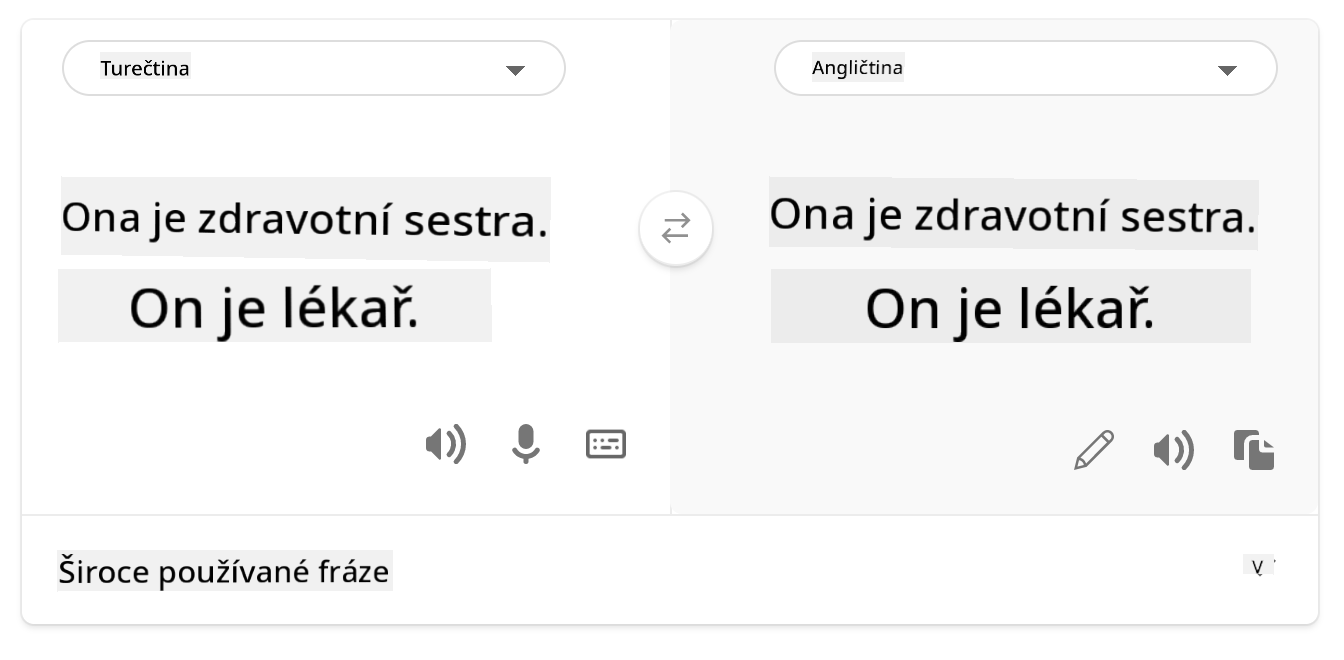 Turečtina
Angličtina
Ona je zdravotní sestra.
On je lékař.
Ona je zdravotní sestra.
On je lékař.
Široce používané fráze